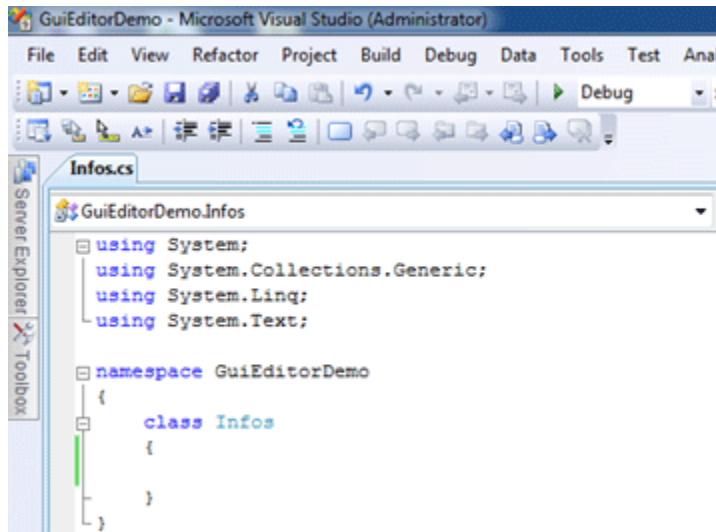 GuiEditorDemo - Microsoft Visual Studio (Administrator)
File Edit View Refactor Project Build Debug Data Tools Test Ana
Debug
Infos.cs
Server Explorer
Toolbox
GuiEditorDemo.Infos
using System;
using System.Collections.Generic;
using System.Linq;
using System.Text;
namespace GuiEditorDemo
{
class Infos
{
}
}